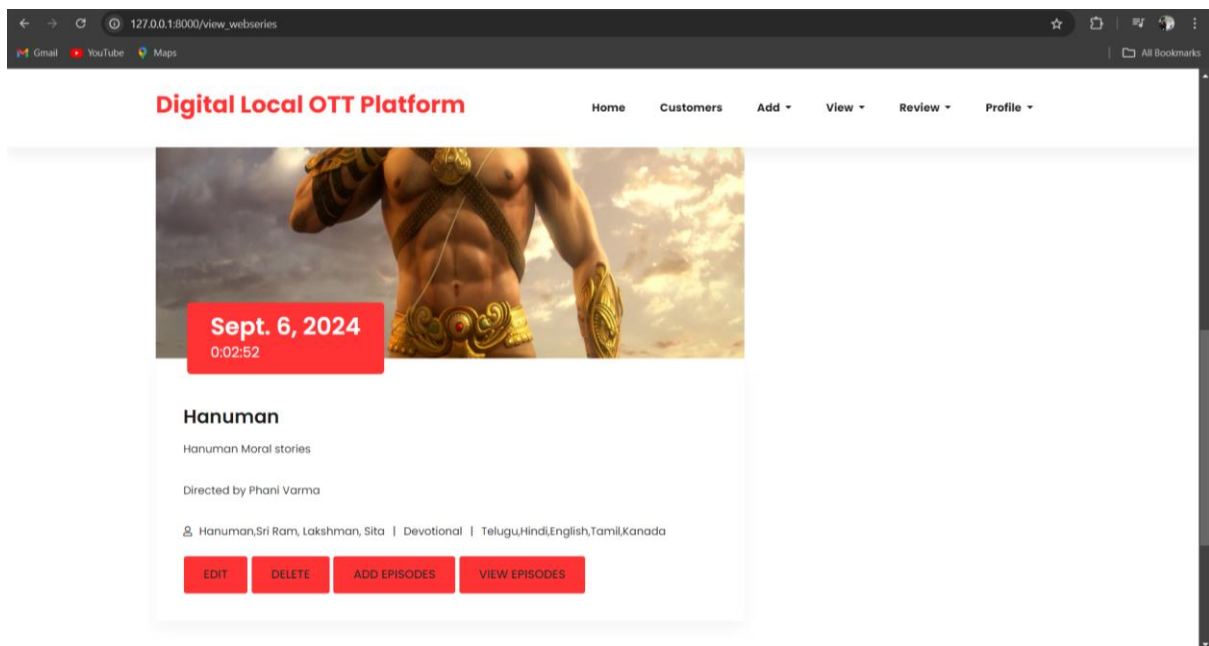 127.0.0.1:8000/view_webseries
Gmail YouTube Maps All Bookmarks
Digital Local OTT Platform Home Customers Add View Review Profile
Sept. 6, 2024
0:02:52
Hanuman
Hanuman Moral stories
Directed by Phani Varma
Hanuman,Sri Ram, Lakshman, Sita | Devotional | Telugu,Hindi,English,Tamil,Kanada
EDIT DELETE ADD EPISODES VIEW EPISODES